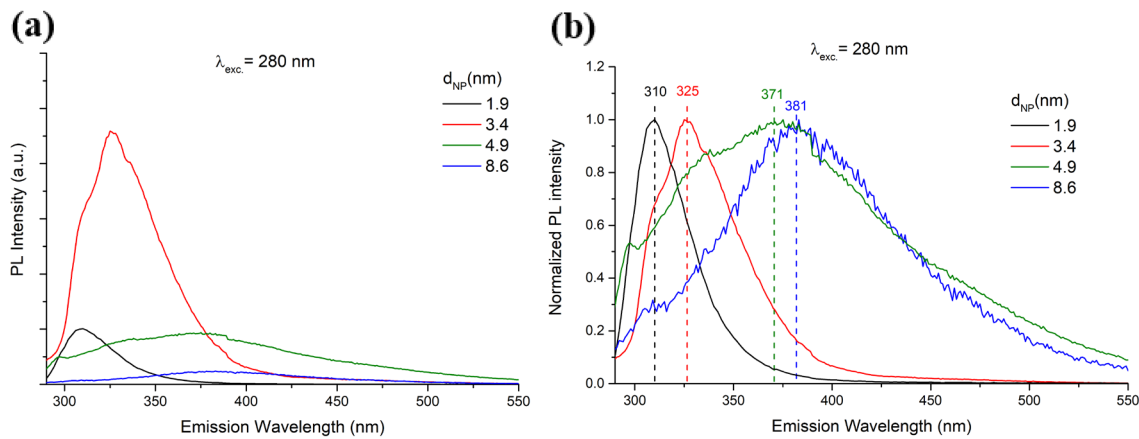 (a)
λexc.= 280 nm
dNP(nm)
1.9
3.4
4.9
8.6
PL Intensity (a.u.)
300 350 400 450 500 550
Emission Wavelength (nm)
(b)
λexc.= 280 nm
310 325 371 381
dNP(nm)
1.9
3.4
4.9
8.6
Normalized PL intensity
1.2
1.0
0.8
0.6
0.4
0.2
0.0
300 350 400 450 500 550
Emission Wavelength (nm)